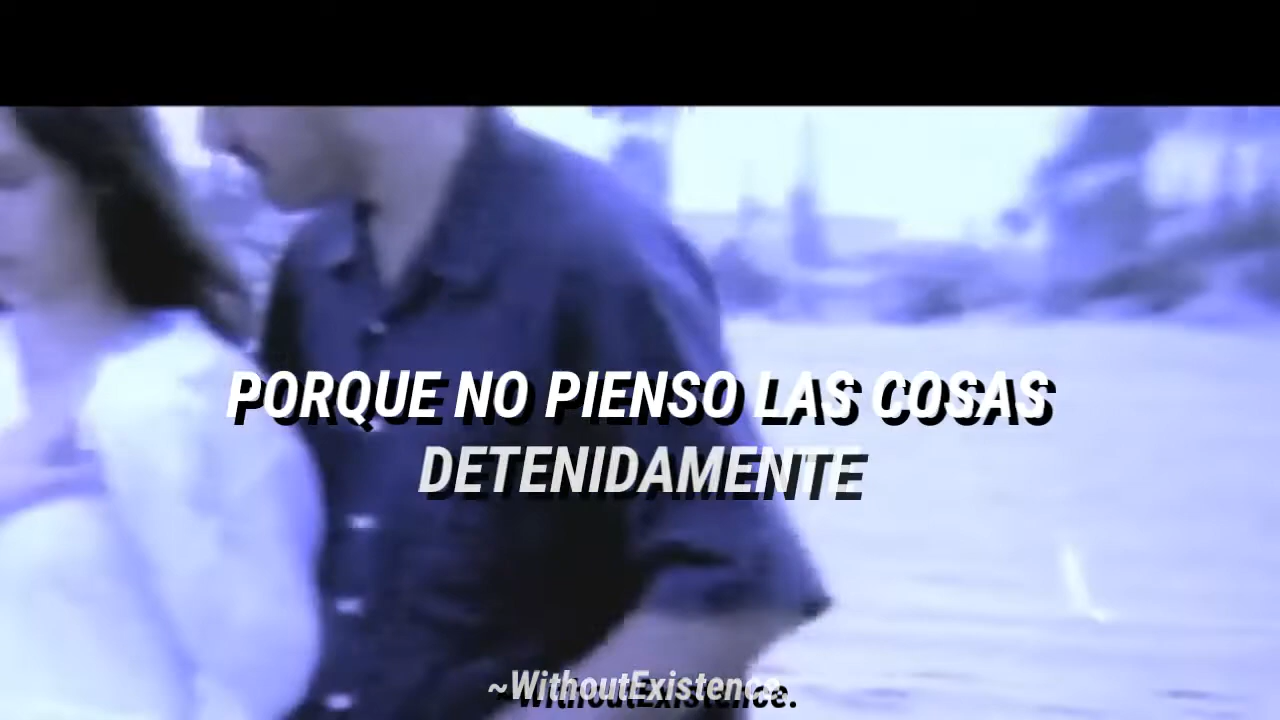 PORQUE NO PIENSO LAS COSAS
DETENIDAMENTE
~WithoutExistence.